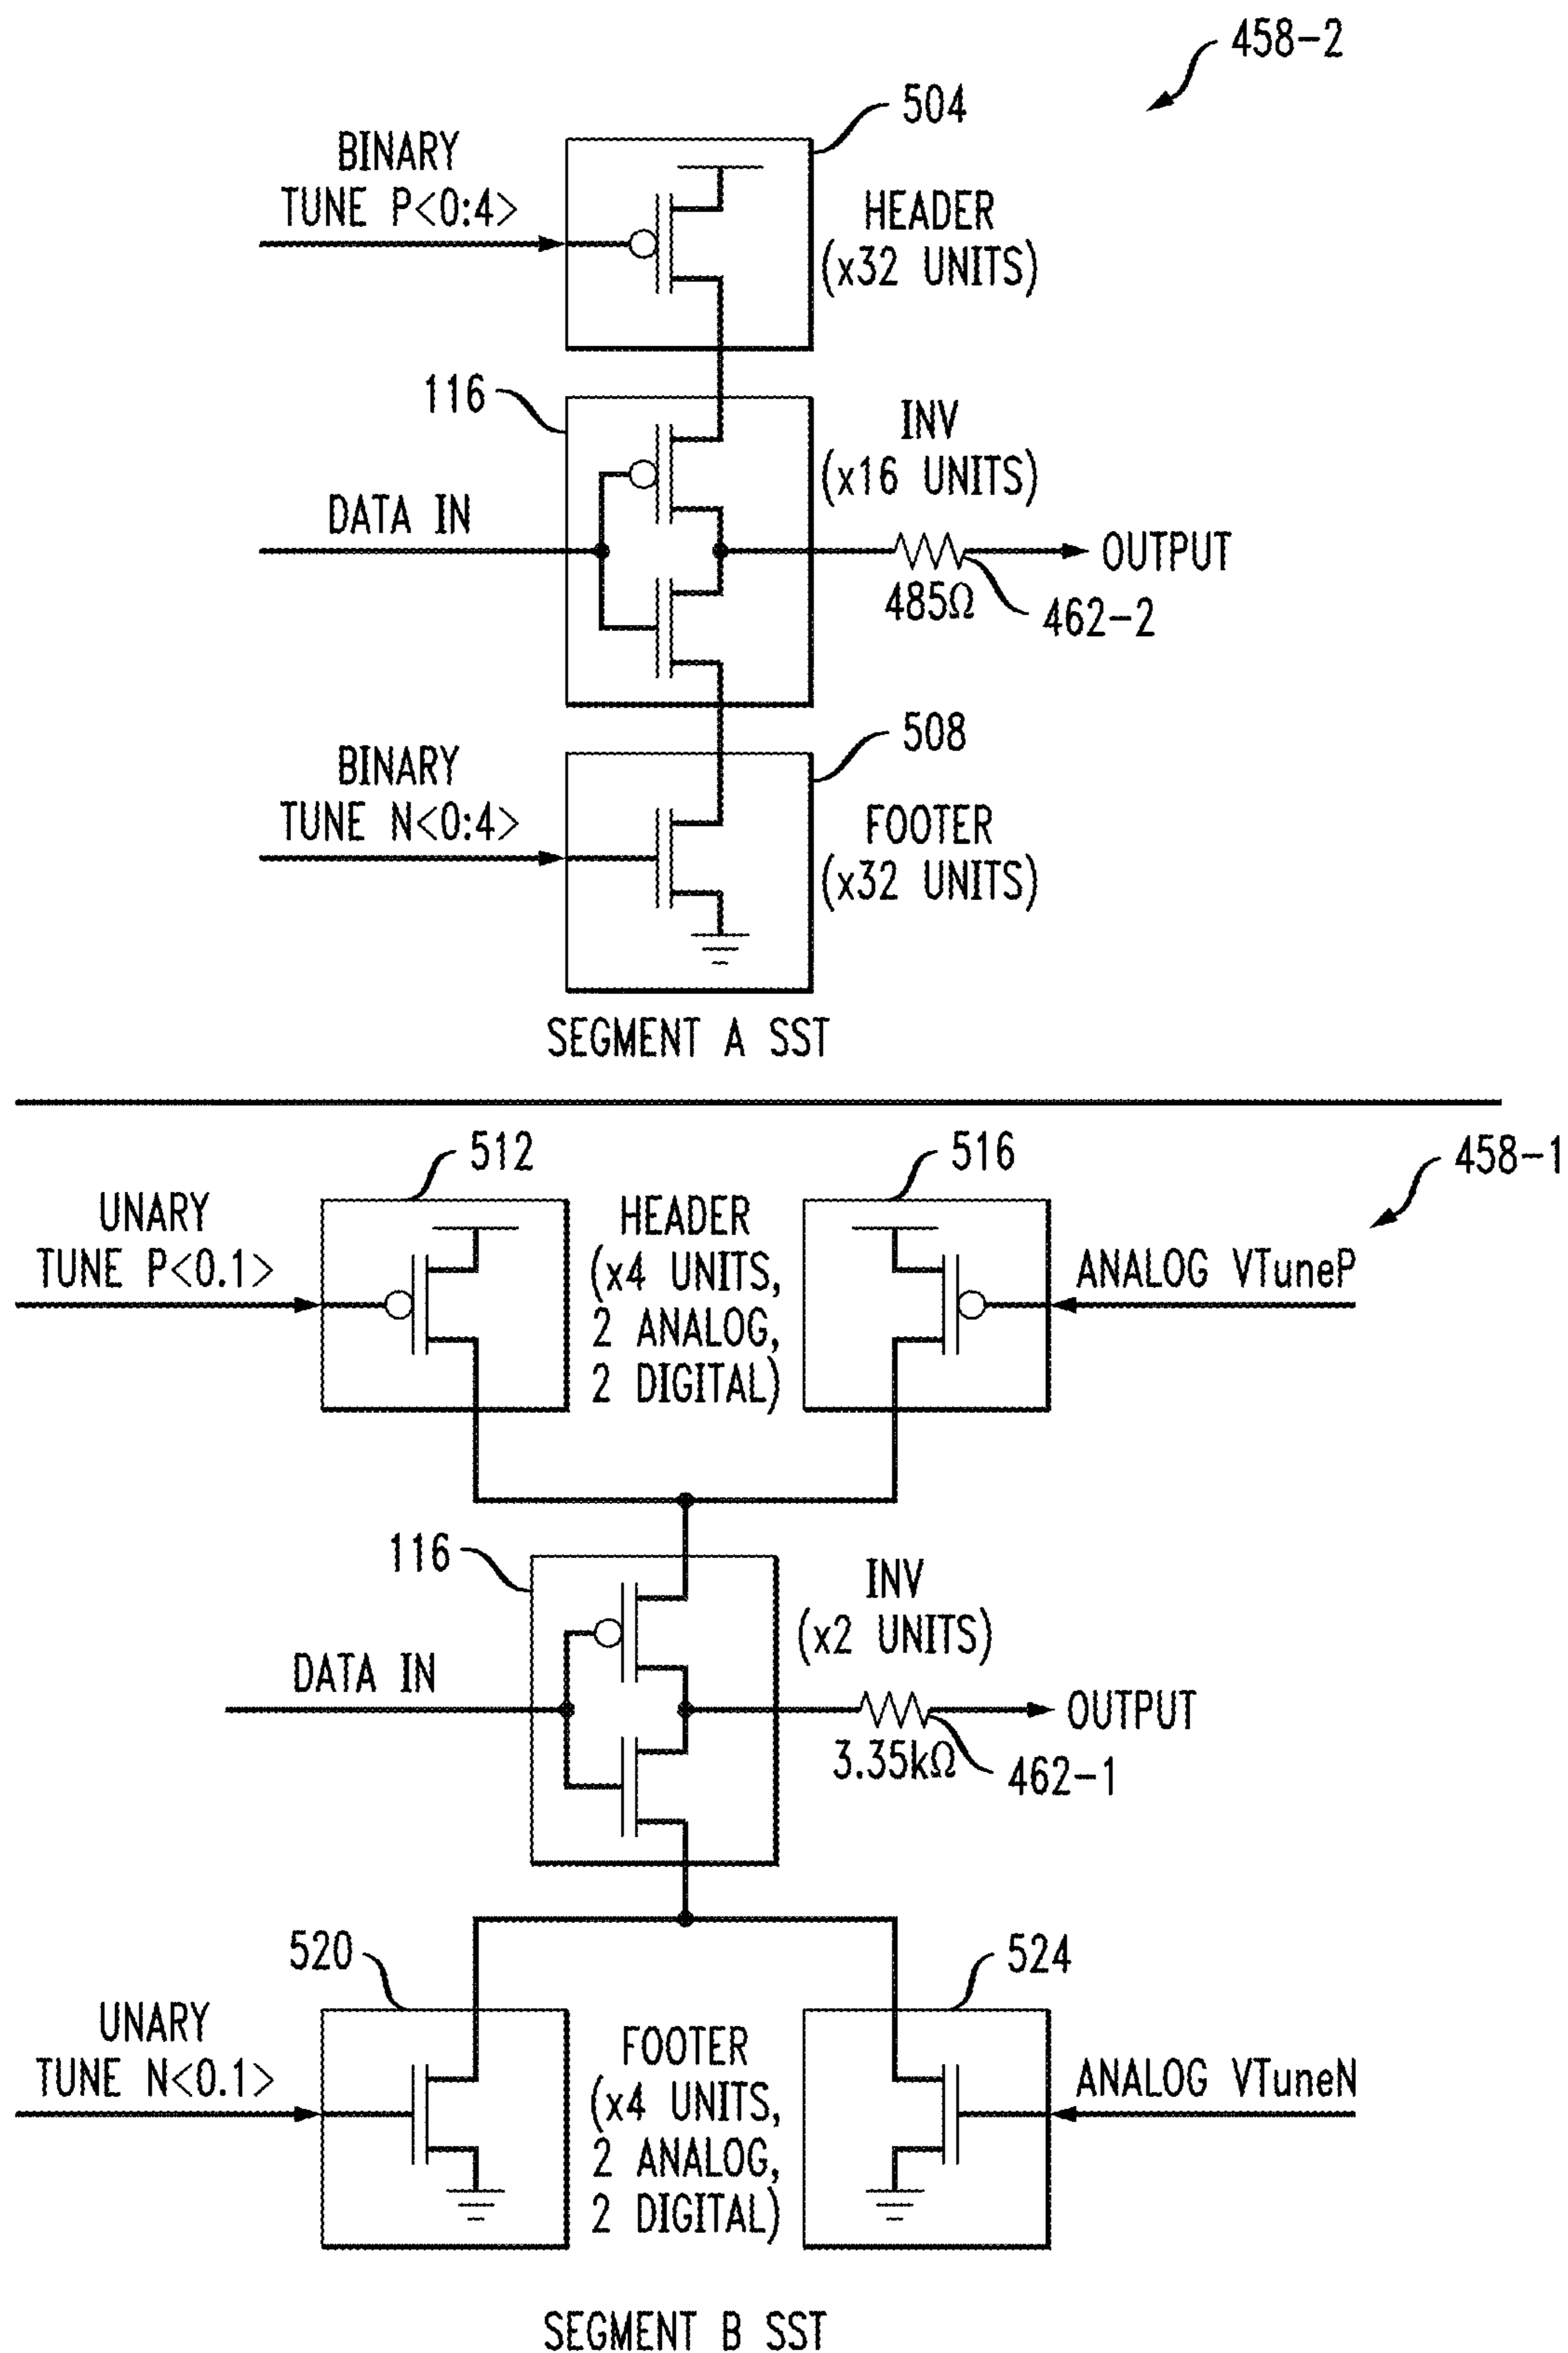 458-2
504
BINARY
TUNE P<0:4>
HEADER
(x32 UNITS)
116
INV
(x16 UNITS)
DATA IN
OUTPUT
485Ω
462-2
508
BINARY
TUNE N<0:4>
FOOTER
(x32 UNITS)
SEGMENT A SST
512
516
458-1
UNARY
TUNE P<0.1>
HEADER
(x4 UNITS,
2 ANALOG,
2 DIGITAL)
ANALOG VTuneP
116
INV
(x2 UNITS)
DATA IN
OUTPUT
3.35kΩ
462-1
520
524
UNARY
TUNE N<0.1>
FOOTER
(x4 UNITS,
2 ANALOG,
2 DIGITAL)
ANALOG VTuneN
SEGMENT B SST